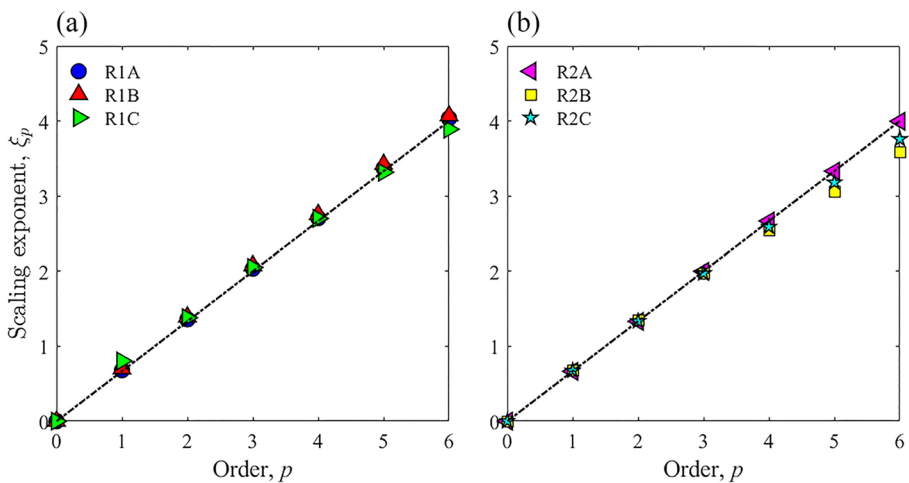 (a)
5
4
3
2
1
0
0 1 2 3 4 5 6
Scaling exponent, ξp
Order, p
R1A
R1B
R1C
(b)
5
4
3
2
1
0
0 1 2 3 4 5 6
Order, p
R2A
R2B
R2C